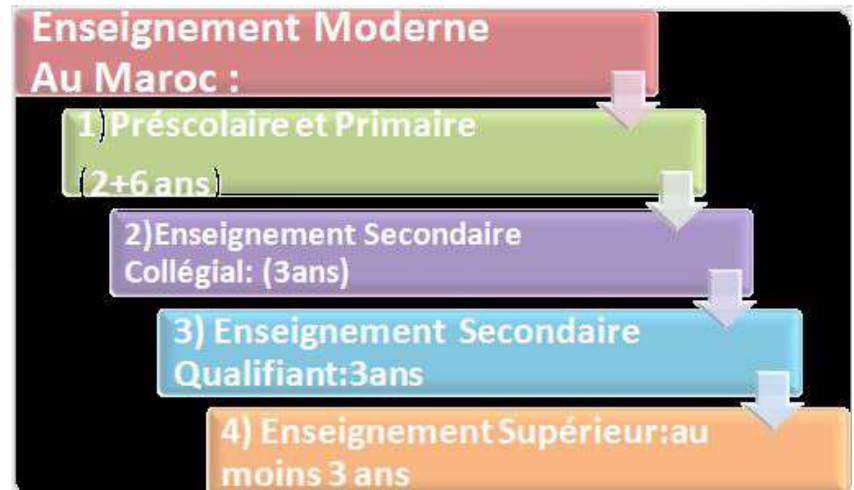 Enseignement Moderne
Au Maroc :
1) Préscolaire et Primaire
(2+6 ans)
2)Enseignement Secondaire
Collégial: (3ans)
3) Enseignement Secondaire
Qualifiant:3ans
4) Enseignement Supérieur:au
moins 3 ans